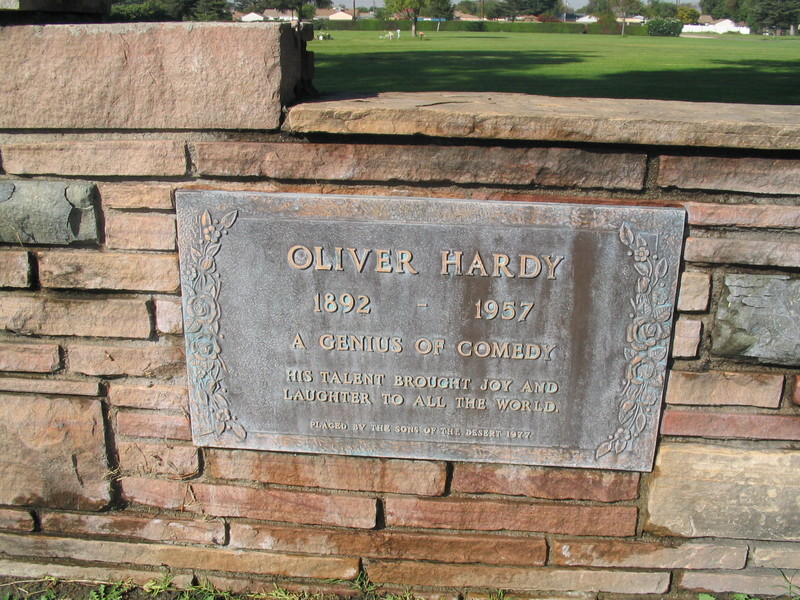 OLIVER HARDY
1892 - 1957
A GENIUS OF COMEDY
HIS TALENT BROUGHT JOY AND
LAUGHTER TO ALL THE WORLD.
PLACED BY THE SONS OF THE DESERT 1977